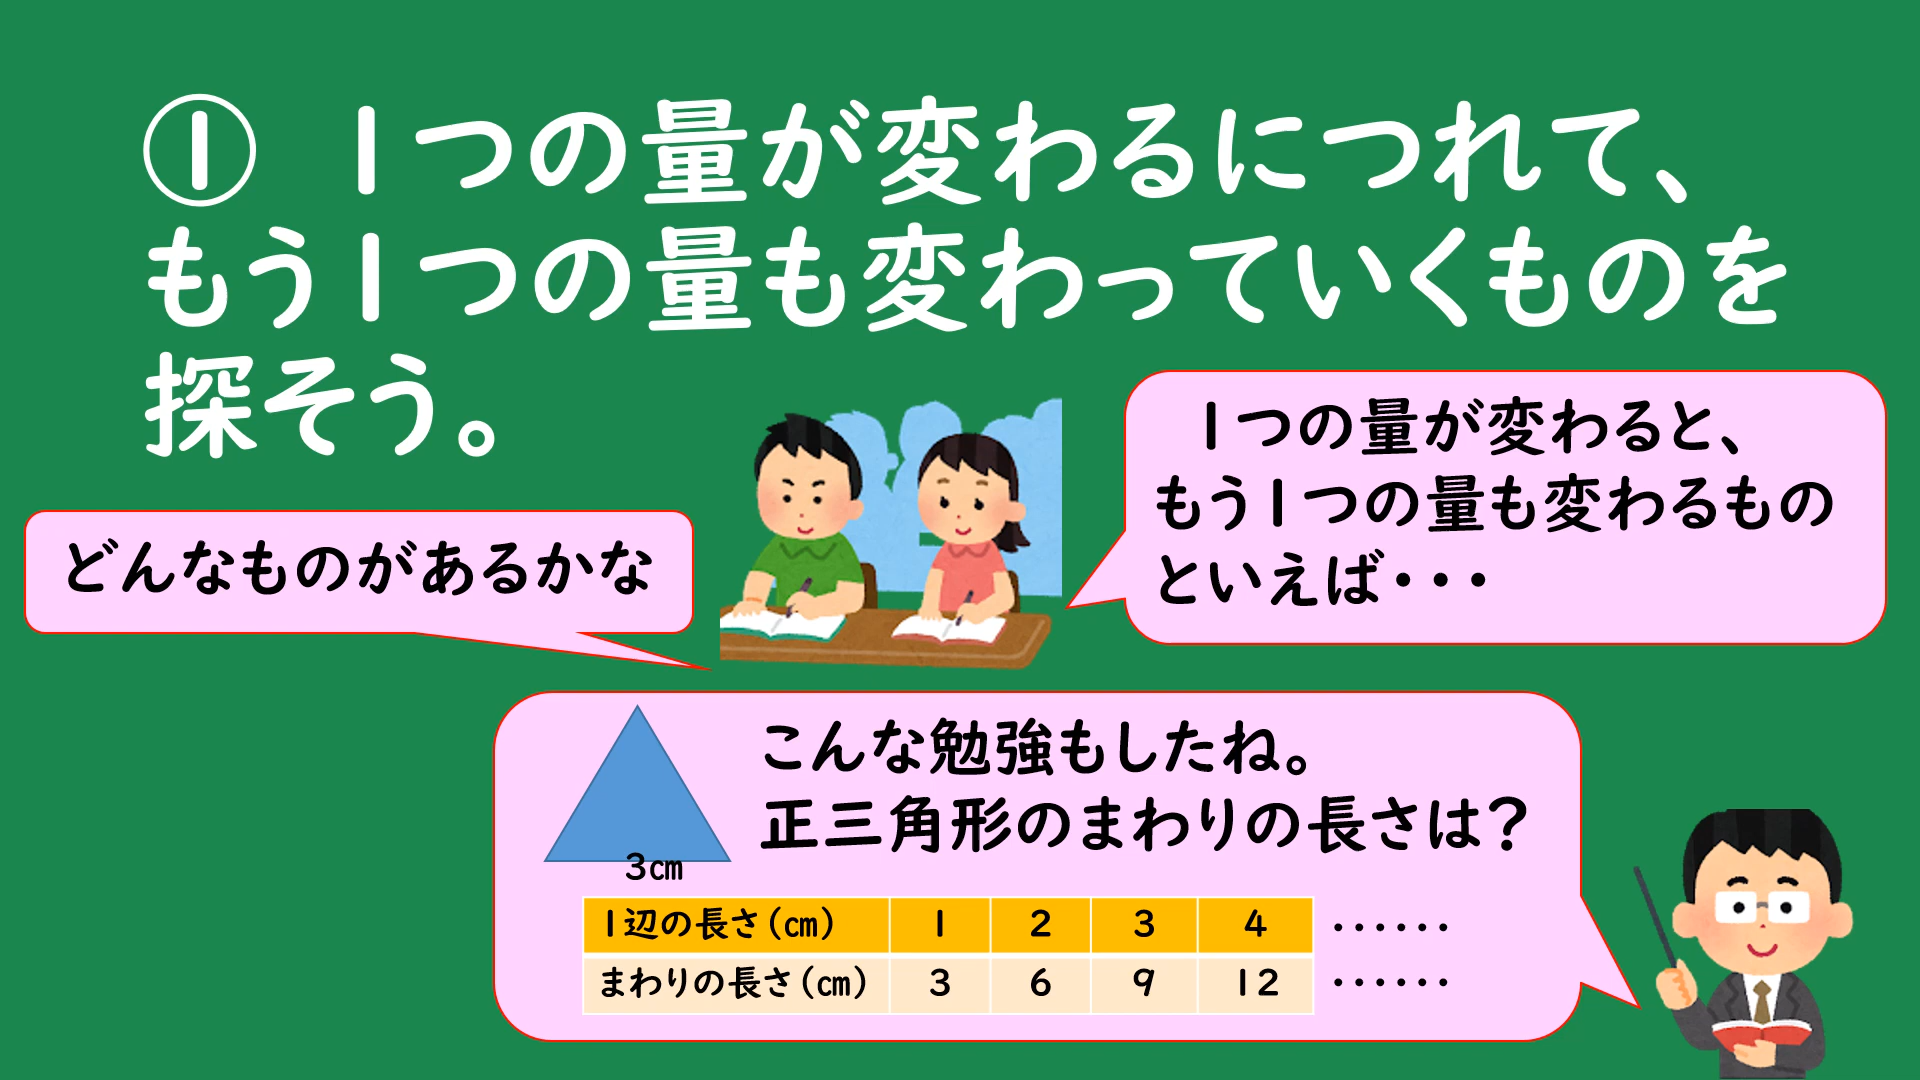 ① 1つの量が変わるにつれて、
もう1つの量も変わっていくものを
探そう。
1つの量が変わると、
もう1つの量も変わるもの
といえば・・・
どんなものがあるかな
こんな勉強もしたね。
正三角形のまわりの長さは?
3㎝
1辺の長さ(㎝) 1 2 3 4 ・・・・・・
まわりの長さ(㎝) 3 6 9 12 ・・・・・・